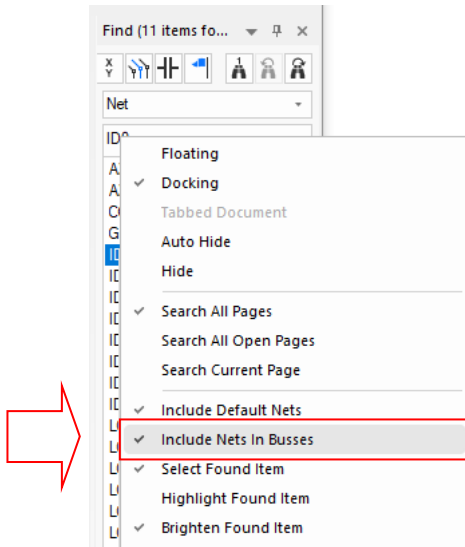 Find (11 items fo...
X
Y
1
Net
ID0
Floating
Docking
Tabbed Document
Auto Hide
Hide
Search All Pages
Search All Open Pages
Search Current Page
Include Default Nets
Include Nets In Busses
Select Found Item
Highlight Found Item
Brighten Found Item